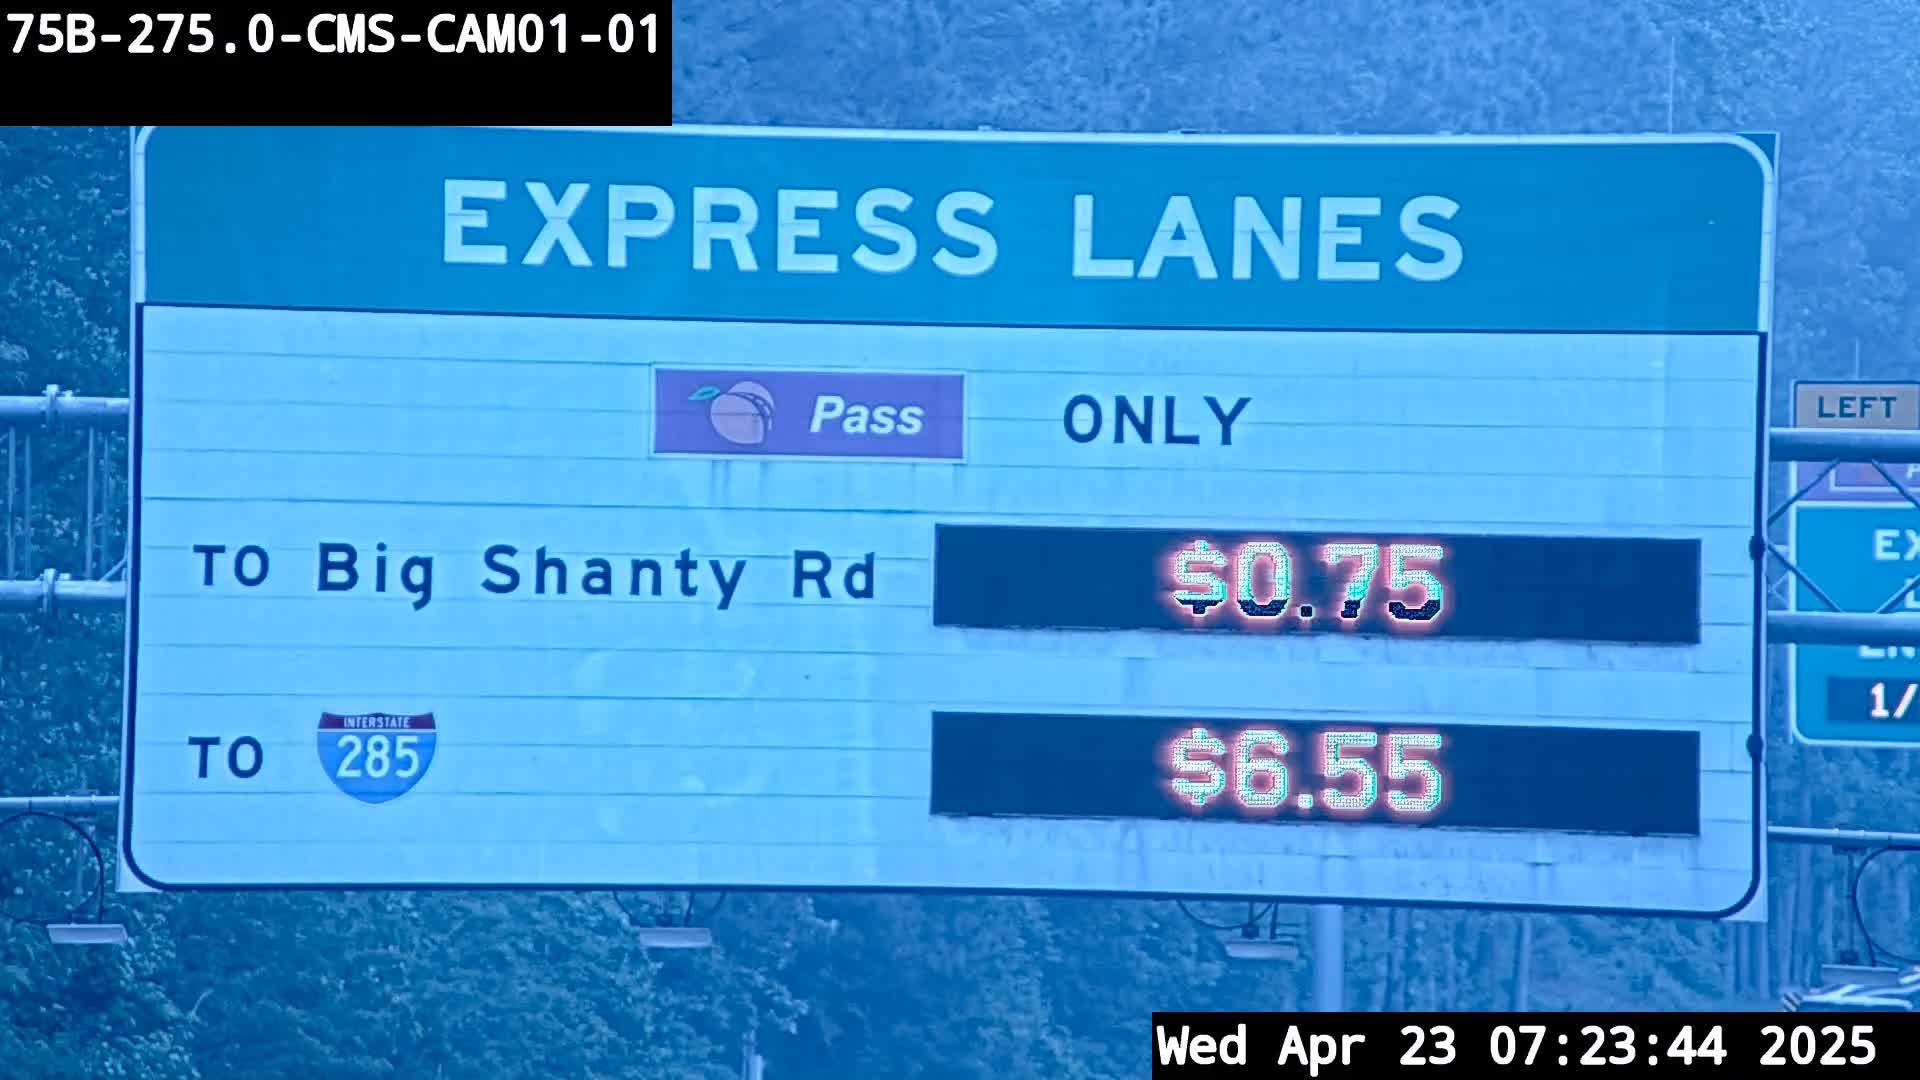 75B-275.0-CMS-CAM01-01
EXPRESS LANES
Pass ONLY
LEFT
TO Big Shanty Rd $0.75
TO INTERSTATE 285 $6.55
1/
Wed Apr 23 07:23:44 2025